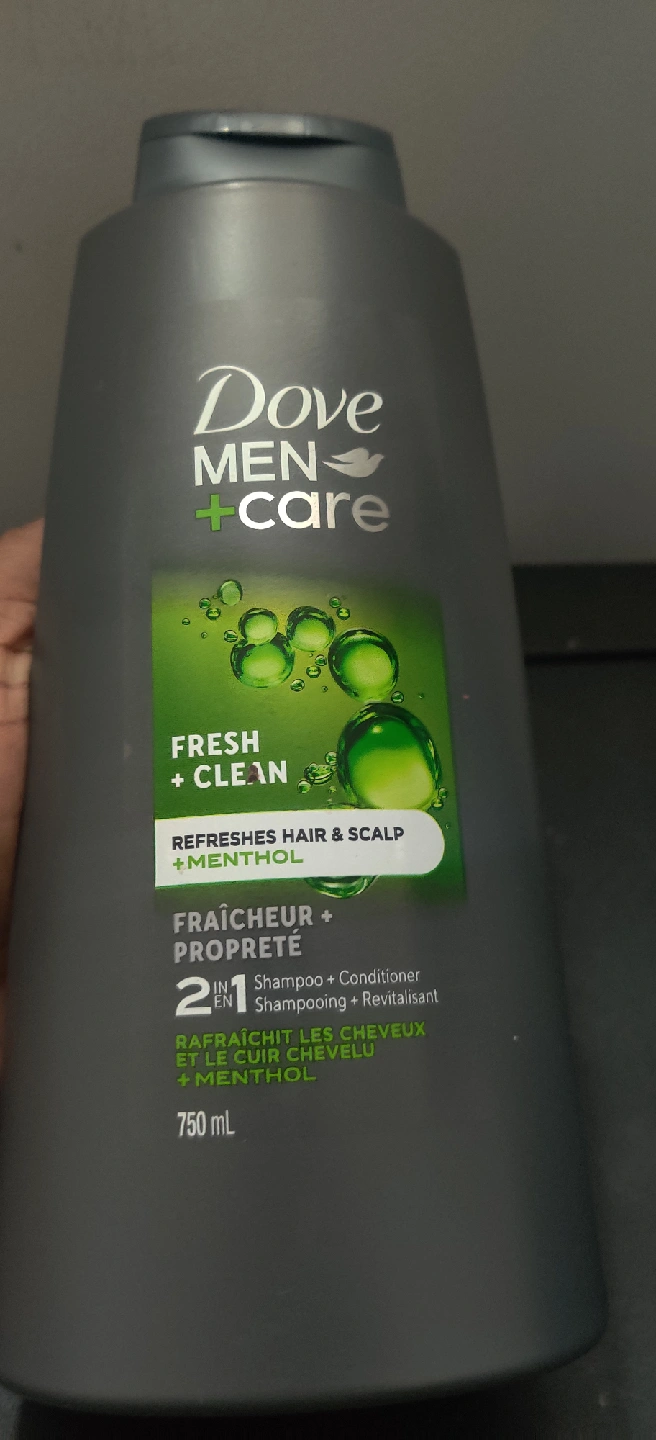 Dove
MEN
+care
FRESH
+ CLEAN
REFRESHES HAIR & SCALP
+MENTHOL
FRAÎCHEUR +
PROPRETÉ
2 IN EN 1 Shampoo + Conditioner
Shampooing + Revitalisant
RAFRAÎCHIT LES CHEVEUX
ET LE CUIR CHEVELU
+MENTHOL
750 mL